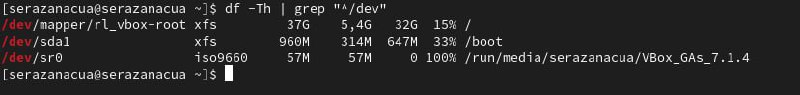 [serazanacua@serazanacua ~]$ df -Th | grep "^/dev"
/dev/mapper/rl_vbox-root xfs 37G 5,4G 32G 15% /
/dev/sda1 xfs 960M 314M 647M 33% /boot
/dev/sr0 iso9660 57M 57M 0 100% /run/media/serazanacua/VBox_GAs_7.1.4
[serazanacua@serazanacua ~]$